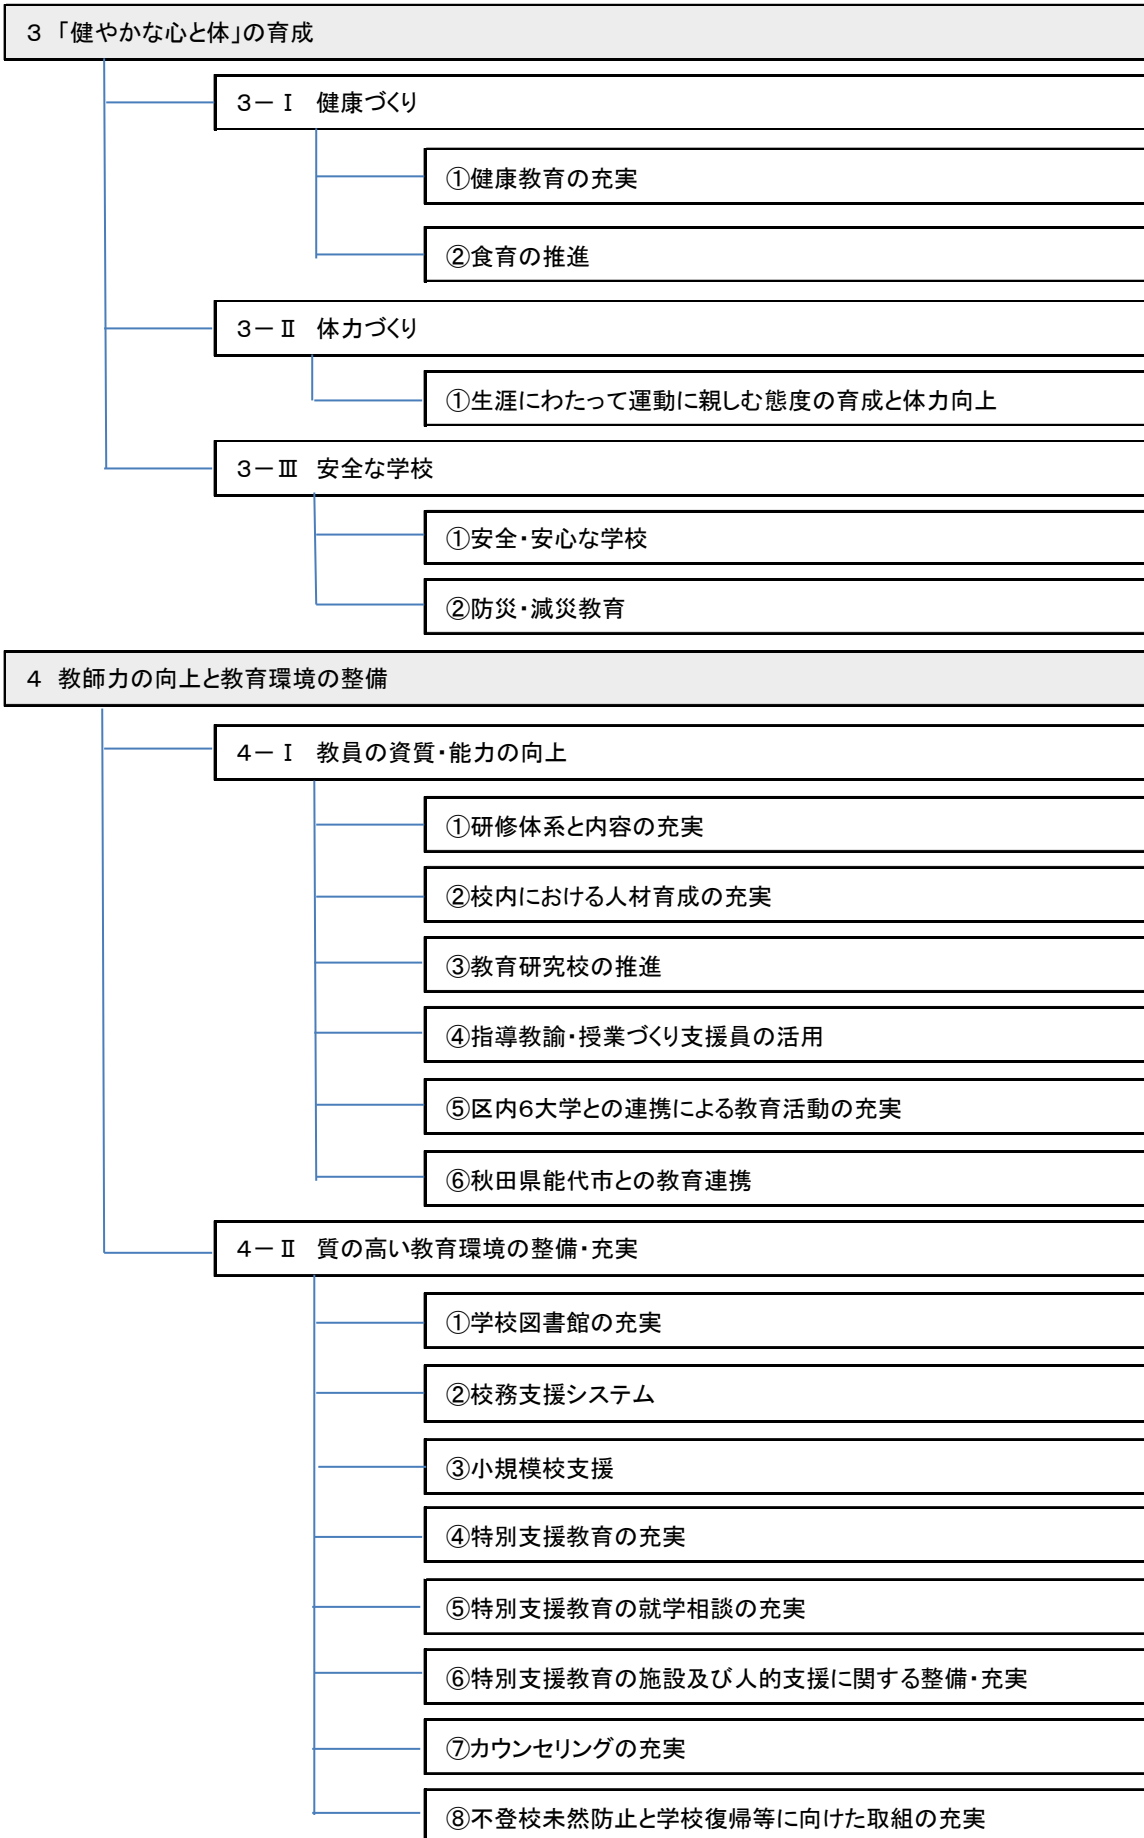 3 「健やかな心と体」の育成
3－Ⅰ 健康づくり
①健康教育の充実
②食育の推進
3－Ⅱ 体力づくり
①生涯にわたって運動に親しむ態度の育成と体力向上
3－Ⅲ 安全な学校
①安全・安心な学校
②防災・減災教育
4 教師力の向上と教育環境の整備
4－Ⅰ 教員の資質・能力の向上
①研修体系と内容の充実
②校内における人材育成の充実
③教育研究校の推進
④指導教諭・授業づくり支援員の活用
⑤区内6大学との連携による教育活動の充実
⑥秋田県能代市との教育連携
4－Ⅱ 質の高い教育環境の整備・充実
①学校図書館の充実
②校務支援システム
③小規模校支援
④特別支援教育の充実
⑤特別支援教育の就学相談の充実
⑥特別支援教育の施設及び人的支援に関する整備・充実
⑦カウンセリングの充実
⑧不登校未然防止と学校復帰等に向けた取組の充実